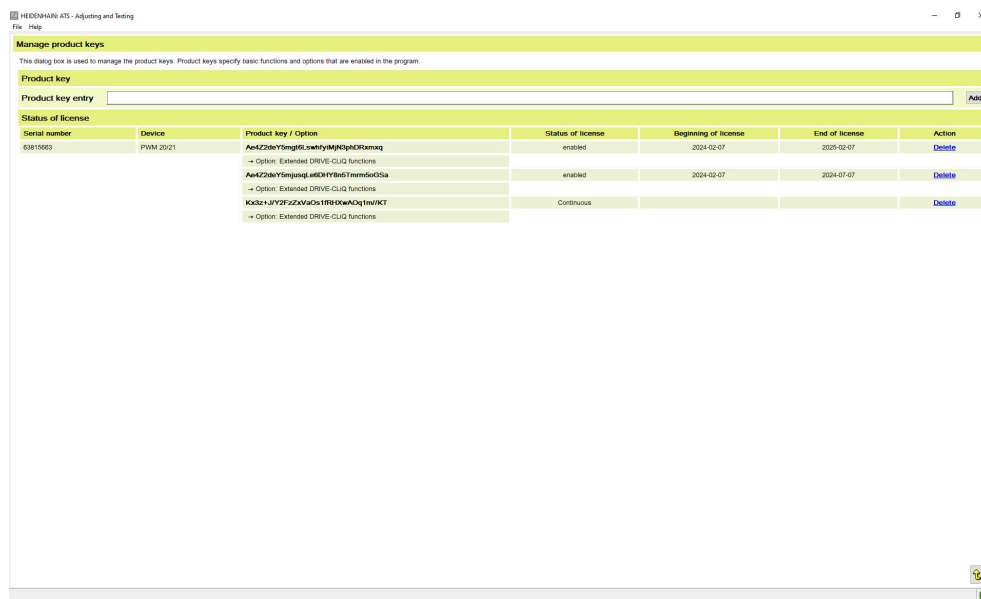 HEIDENHAIN: ATS - Adjusting and Testing
File Help
Manage product keys
This dialog box is used to manage the product keys. Product keys specify basic functions and options that are enabled in the program.
Product key
Product key entry Add
Status of license
Serial number Device Product key / Option Status of license Beginning of license End of license Action
63815663 PWM 20/21 Ae4Z2deY5mgt6LswhfyiMjN3phDRxmxq enabled 2024-02-07 2025-02-07 Delete
→ Option: Extended DRIVE-CLiQ functions
Ae4Z2deY5mjusqLe6DHY8n5Tmrm5oGSa enabled 2024-02-07 2024-07-07 Delete
→ Option: Extended DRIVE-CLiQ functions
Kx3z+J/Y2FzZxVaOs1fRHXwAOq1m//KT Continuous Delete
→ Option: Extended DRIVE-CLiQ functions